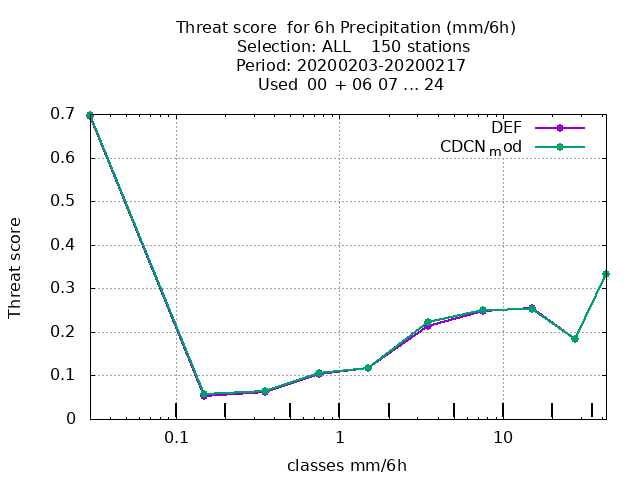 Threat score  for 6h Precipitation (mm/6h)
Selection: ALL    150 stations
Period: 20200203-20200217
Used  00  + 06 07 ... 24
DEF
CDCNmod
0.7
0.6
0.5
0.4
0.3
0.2
0.1
0
Threat score
0.1
1
10
classes mm/6h